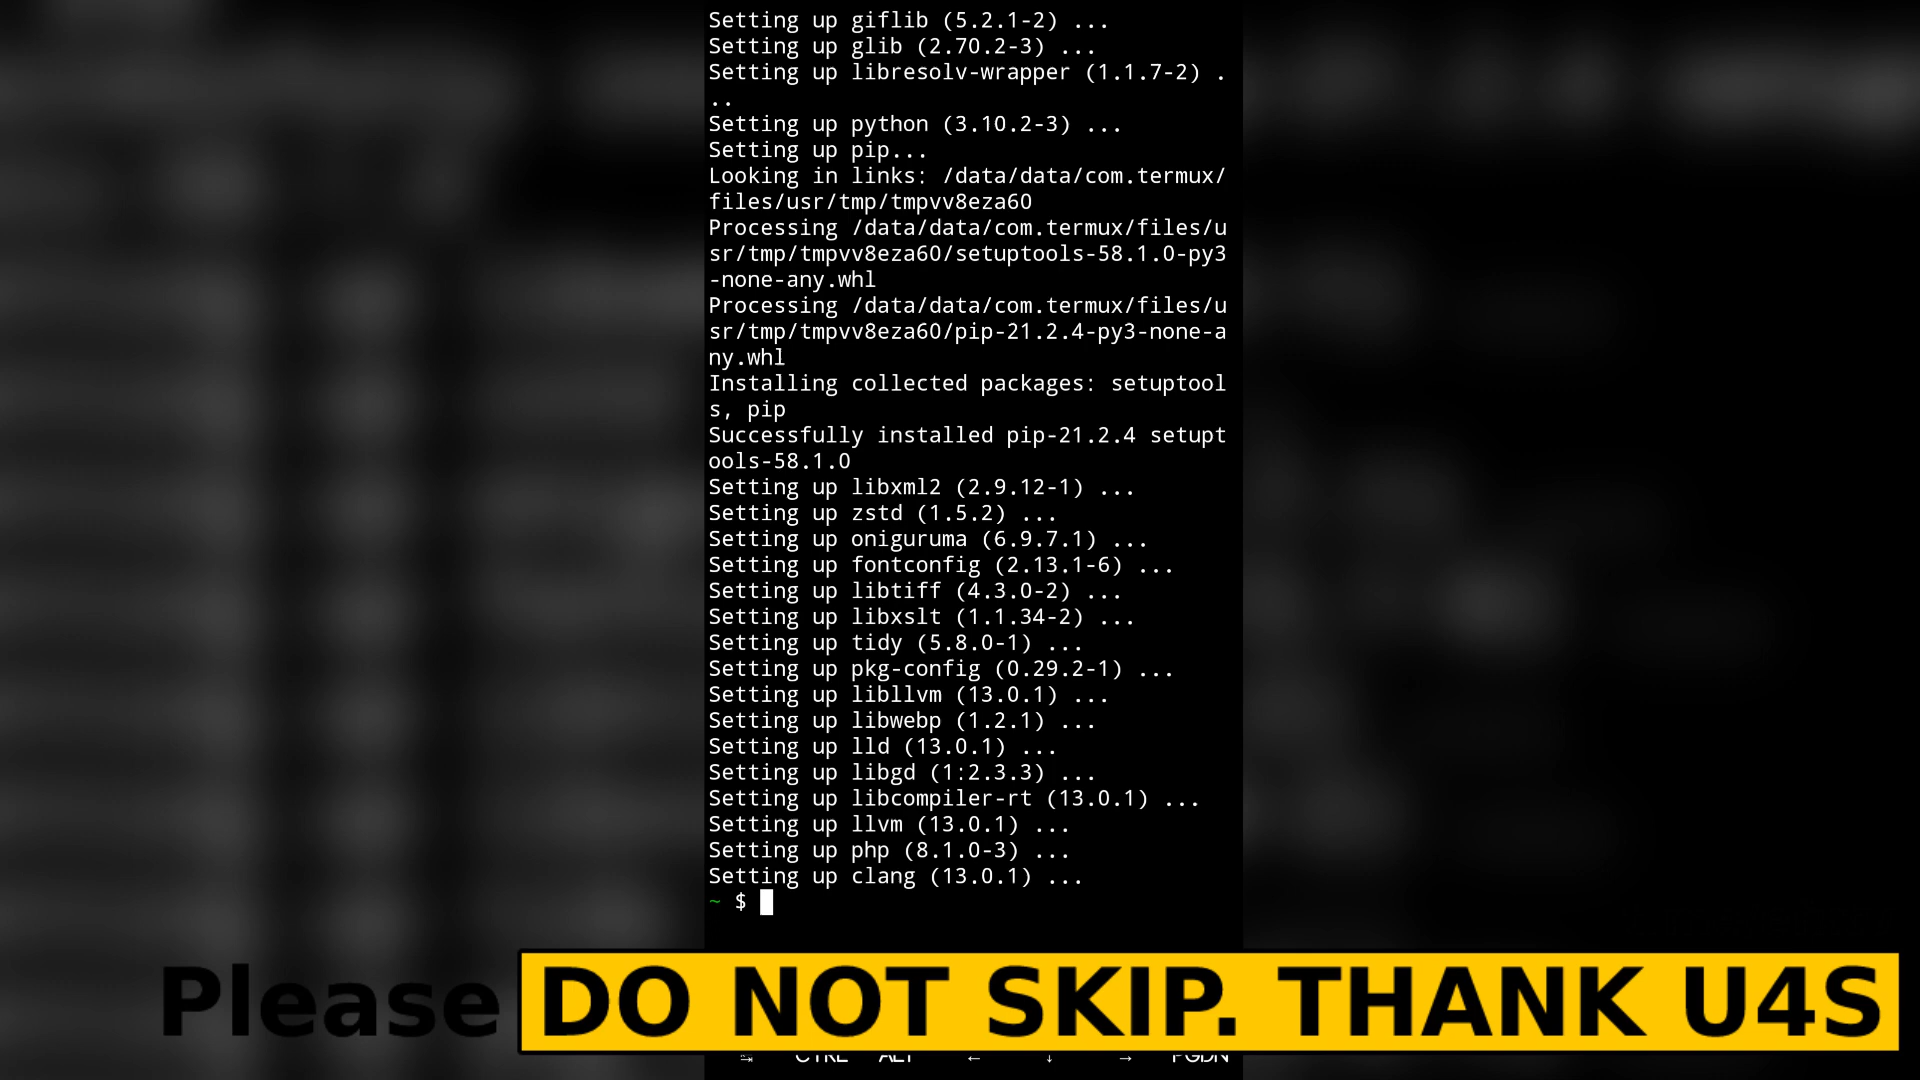 Setting up giflib (5.2.1-2) ...
Setting up glib (2.70.2-3) ...
Setting up libresolv-wrapper (1.1.7-2) .
..
Setting up python (3.10.2-3) ...
Setting up pip...
Looking in links: /data/data/com.termux/
files/usr/tmp/tmpvv8eza60
Processing /data/data/com.termux/files/u
sr/tmp/tmpvv8eza60/setuptools-58.1.0-py3
-none-any.whl
Processing /data/data/com.termux/files/u
sr/tmp/tmpvv8eza60/pip-21.2.4-py3-none-a
ny.whl
Installing collected packages: setuptool
s, pip
Successfully installed pip-21.2.4 setupt
ools-58.1.0
Setting up libxml2 (2.9.12-1) ...
Setting up zstd (1.5.2) ...
Setting up oniguruma (6.9.7.1) ...
Setting up fontconfig (2.13.1-6) ...
Setting up libtiff (4.3.0-2) ...
Setting up libxslt (1.1.34-2) ...
Setting up tidy (5.8.0-1) ...
Setting up pkg-config (0.29.2-1) ...
Setting up libllvm (13.0.1) ...
Setting up libwebp (1.2.1) ...
Setting up lld (13.0.1) ...
Setting up libgd (1:2.3.3) ...
Setting up libcompiler-rt (13.0.1) ...
Setting up llvm (13.0.1) ...
Setting up php (8.1.0-3) ...
Setting up clang (13.0.1) ...
~ $
Please DO NOT SKIP. THANK U4S
CTRL ALT ← ↓ → PGDN